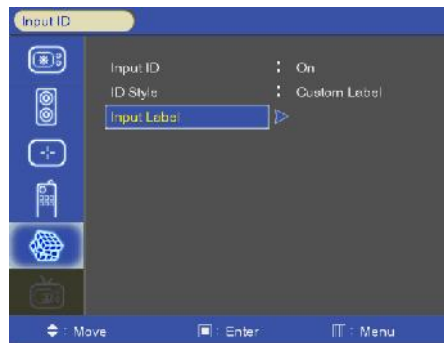 Input ID
Input ID : On
ID Style : Custom Label
Input Label
: Move : Enter : Menu